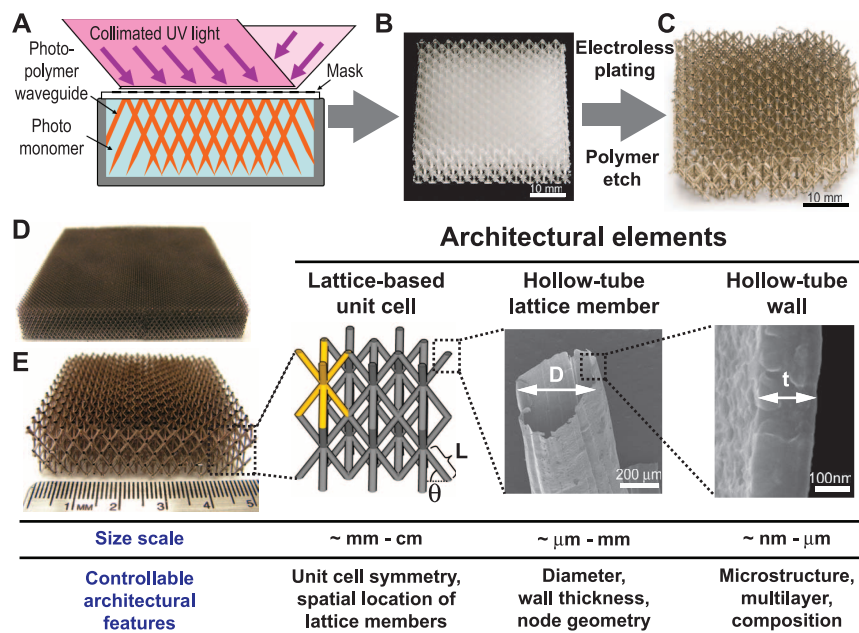 A
Collimated UV light
Photo-
polymer
waveguide
Mask
Photo
monomer
B
10 mm
Electroless
plating
Polymer
etch
C
10 mm
D
E
1 MM 2 3 4 5
Architectural elements
Lattice-based
unit cell
Hollow-tube
lattice member
Hollow-tube
wall
L
θ
D
200 μm
t
100nm
Size scale
~ mm - cm
~ μm - mm
~ nm - μm
Controllable
architectural
features
Unit cell symmetry,
spatial location of
lattice members
Diameter,
wall thickness,
node geometry
Microstructure,
multilayer,
composition